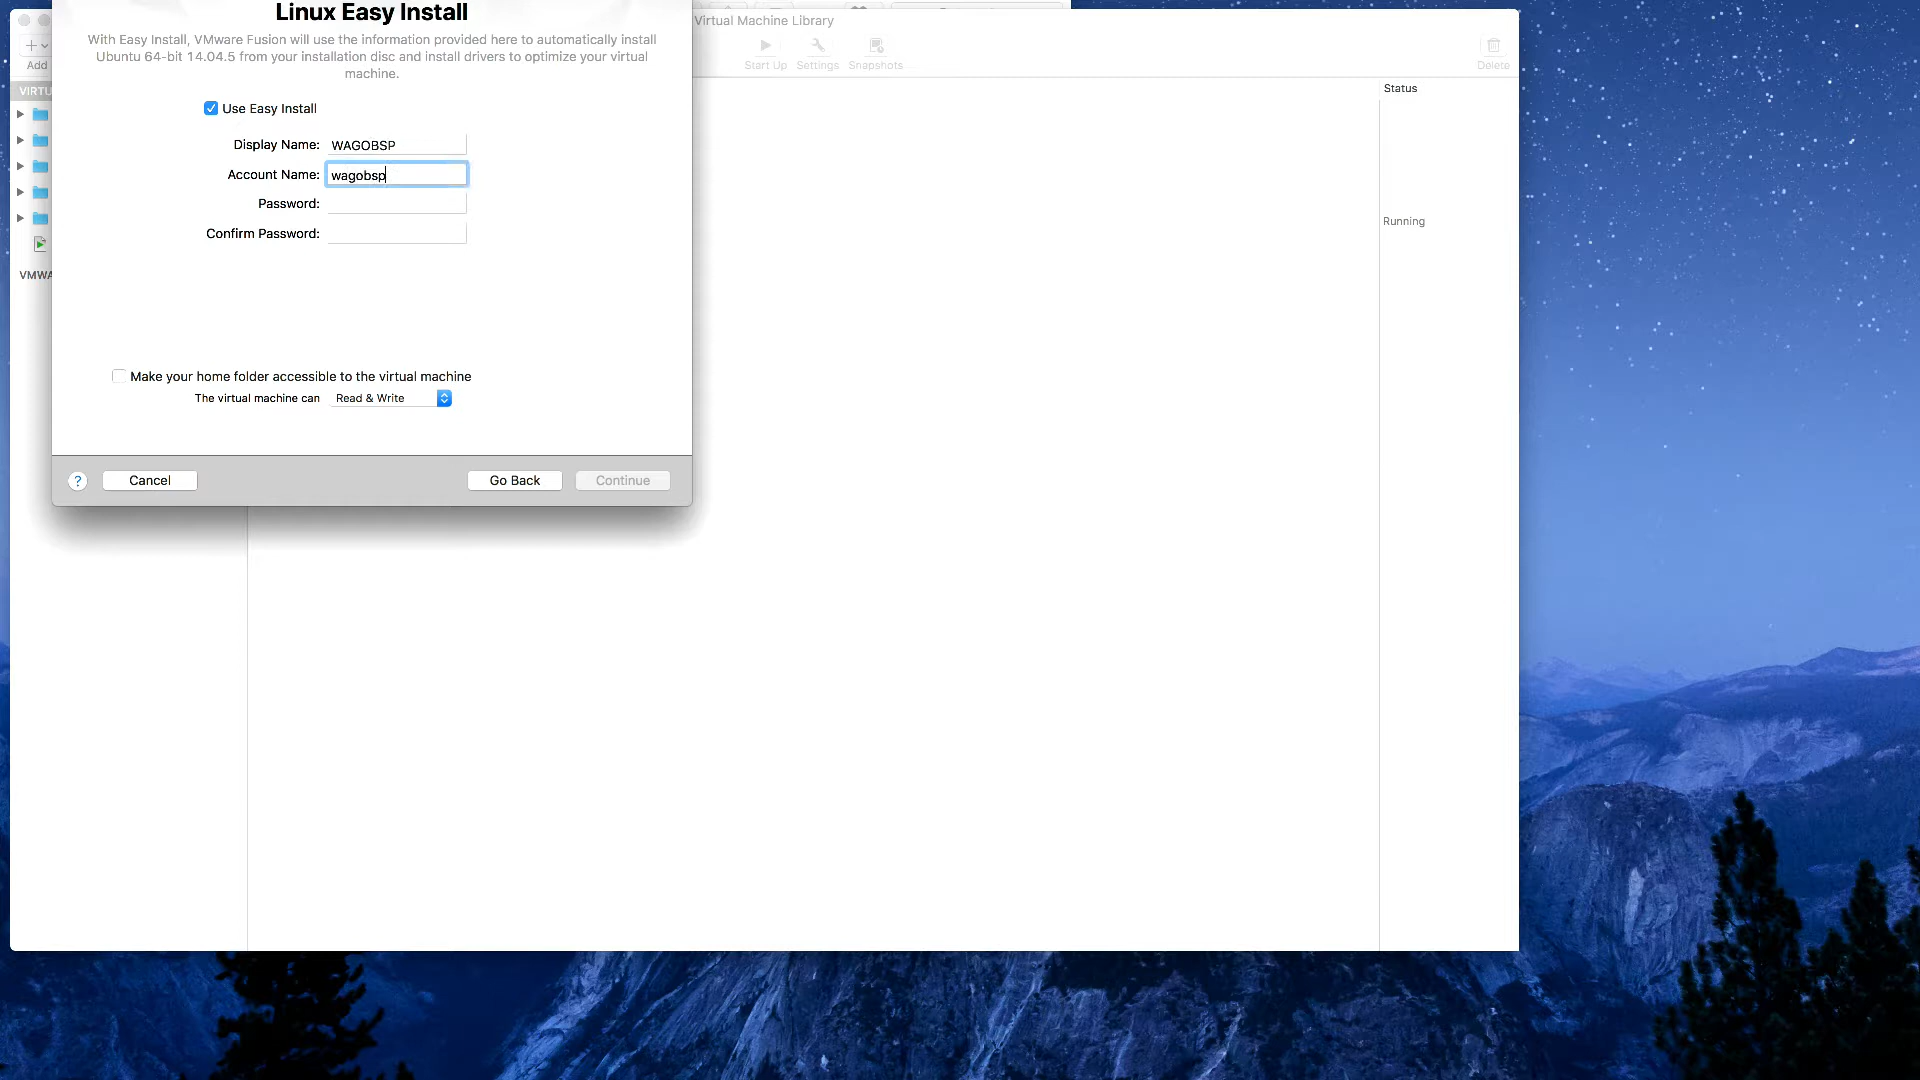 Linux Easy Install
With Easy Install, VMware Fusion will use the information provided here to automatically install
Ubuntu 64-bit 14.04.5 from your installation disc and install drivers to optimize your virtual
machine.
Use Easy Install
Display Name: WAGOBSP
Account Name: wagobsp
Password:
Confirm Password:
Make your home folder accessible to the virtual machine
The virtual machine can Read & Write
? Cancel Go Back Continue
Virtual Machine Library
Add
Start Up Settings Snapshots
Delete
VIRTU
Status
Running
VMWA